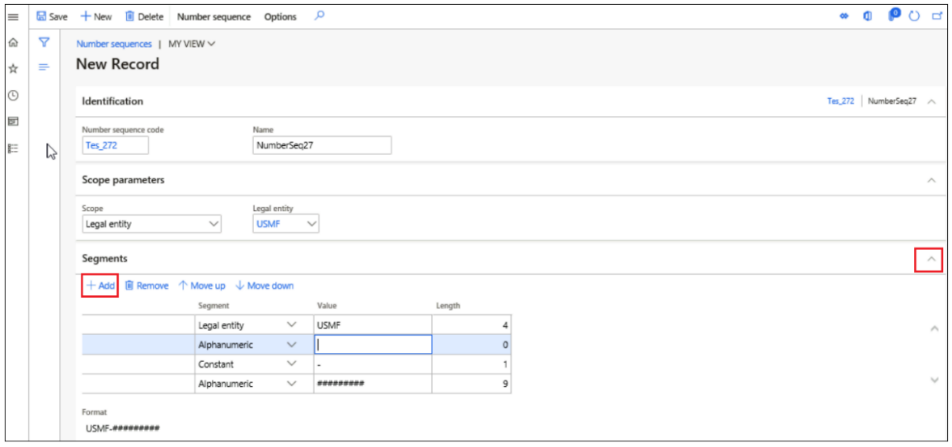 Save + New Delete Number sequence Options
Number sequences | MY VIEW
New Record
Identification Tes_272 | NumberSeq27
Number sequence code Name
Tes_272 NumberSeq27
Scope parameters
Scope Legal entity
Legal entity USMF
Segments
+ Add Remove ↑ Move up ↓ Move down
Segment Value Length
Legal entity USMF 4
Alphanumeric 0
Constant - 1
Alphanumeric ######### 9
Format
USMF-#########